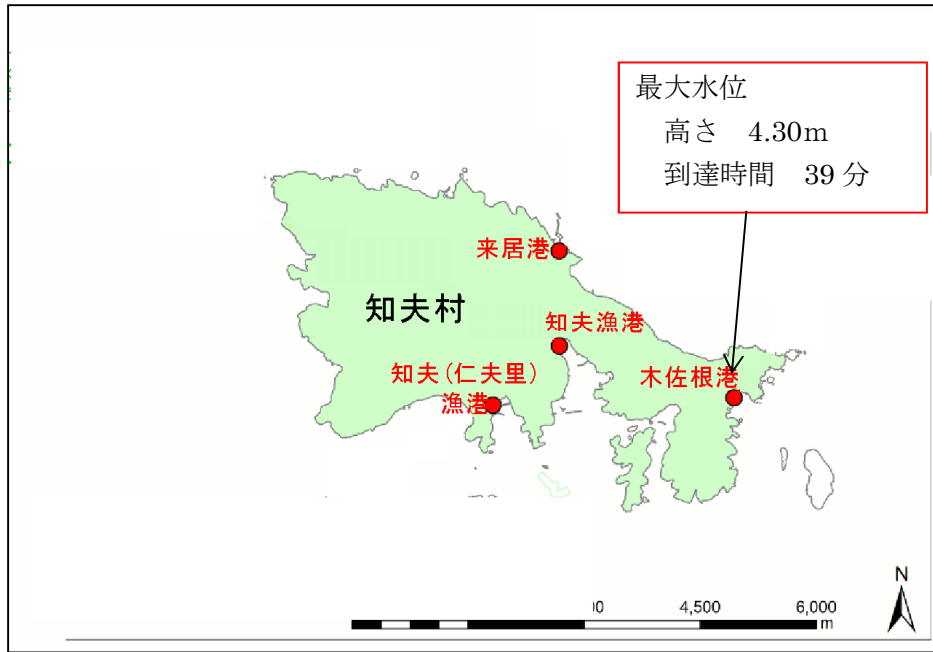 最大水位
高さ 4.30m
到達時間 39分
来居港
知夫村
知夫漁港
知夫(仁夫里)
漁港
木佐根港
N
4,500
6,000
m